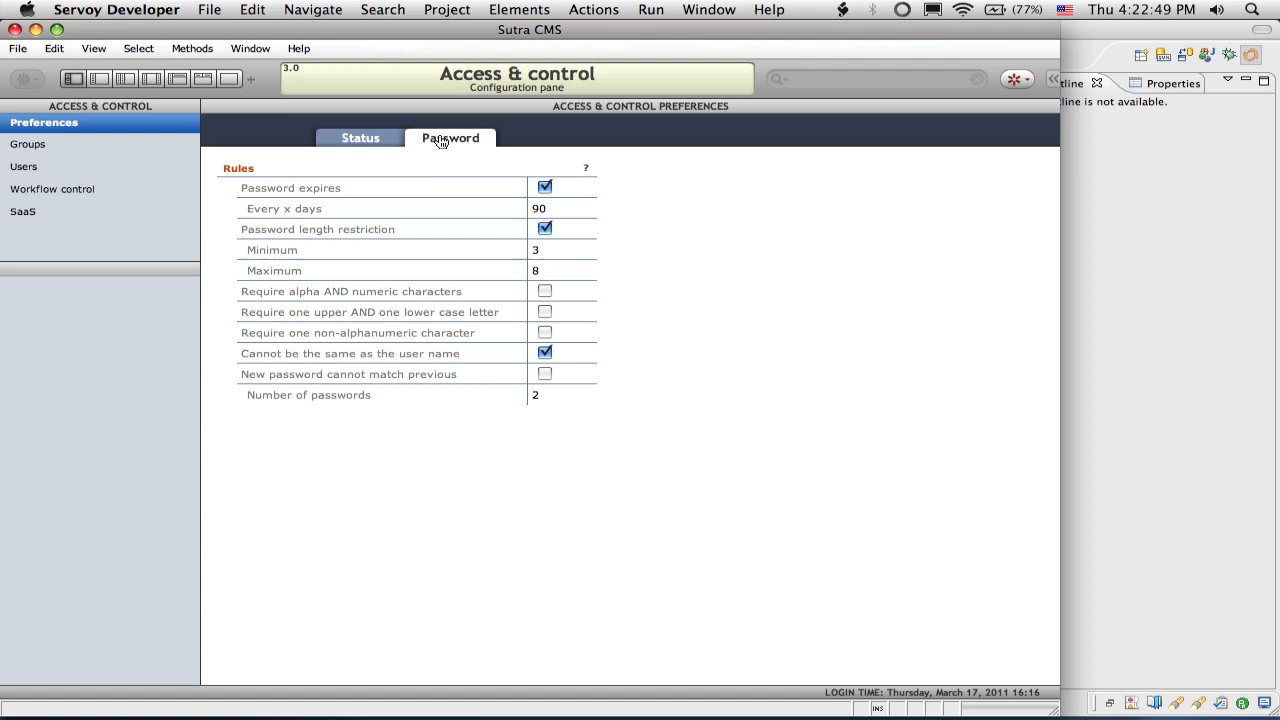 Servoy Developer File Edit Navigate Search Project Elements Actions Run Window Help (77%) Thu 4:22:49 PM
Sutra CMS
File Edit View Select Methods Window Help
3.0 Access & control
Configuration pane
tline Properties
tline is not available.
ACCESS & CONTROL
ACCESS & CONTROL PREFERENCES
Preferences
Groups
Users
Workflow control
SaaS
Status Password
Rules ?
Password expires
Every x days 90
Password length restriction
Minimum 3
Maximum 8
Require alpha AND numeric characters
Require one upper AND one lower case letter
Require one non-alphanumeric character
Cannot be the same as the user name
New password cannot match previous
Number of passwords 2
LOGIN TIME: Thursday, March 17, 2011 16:16
INS